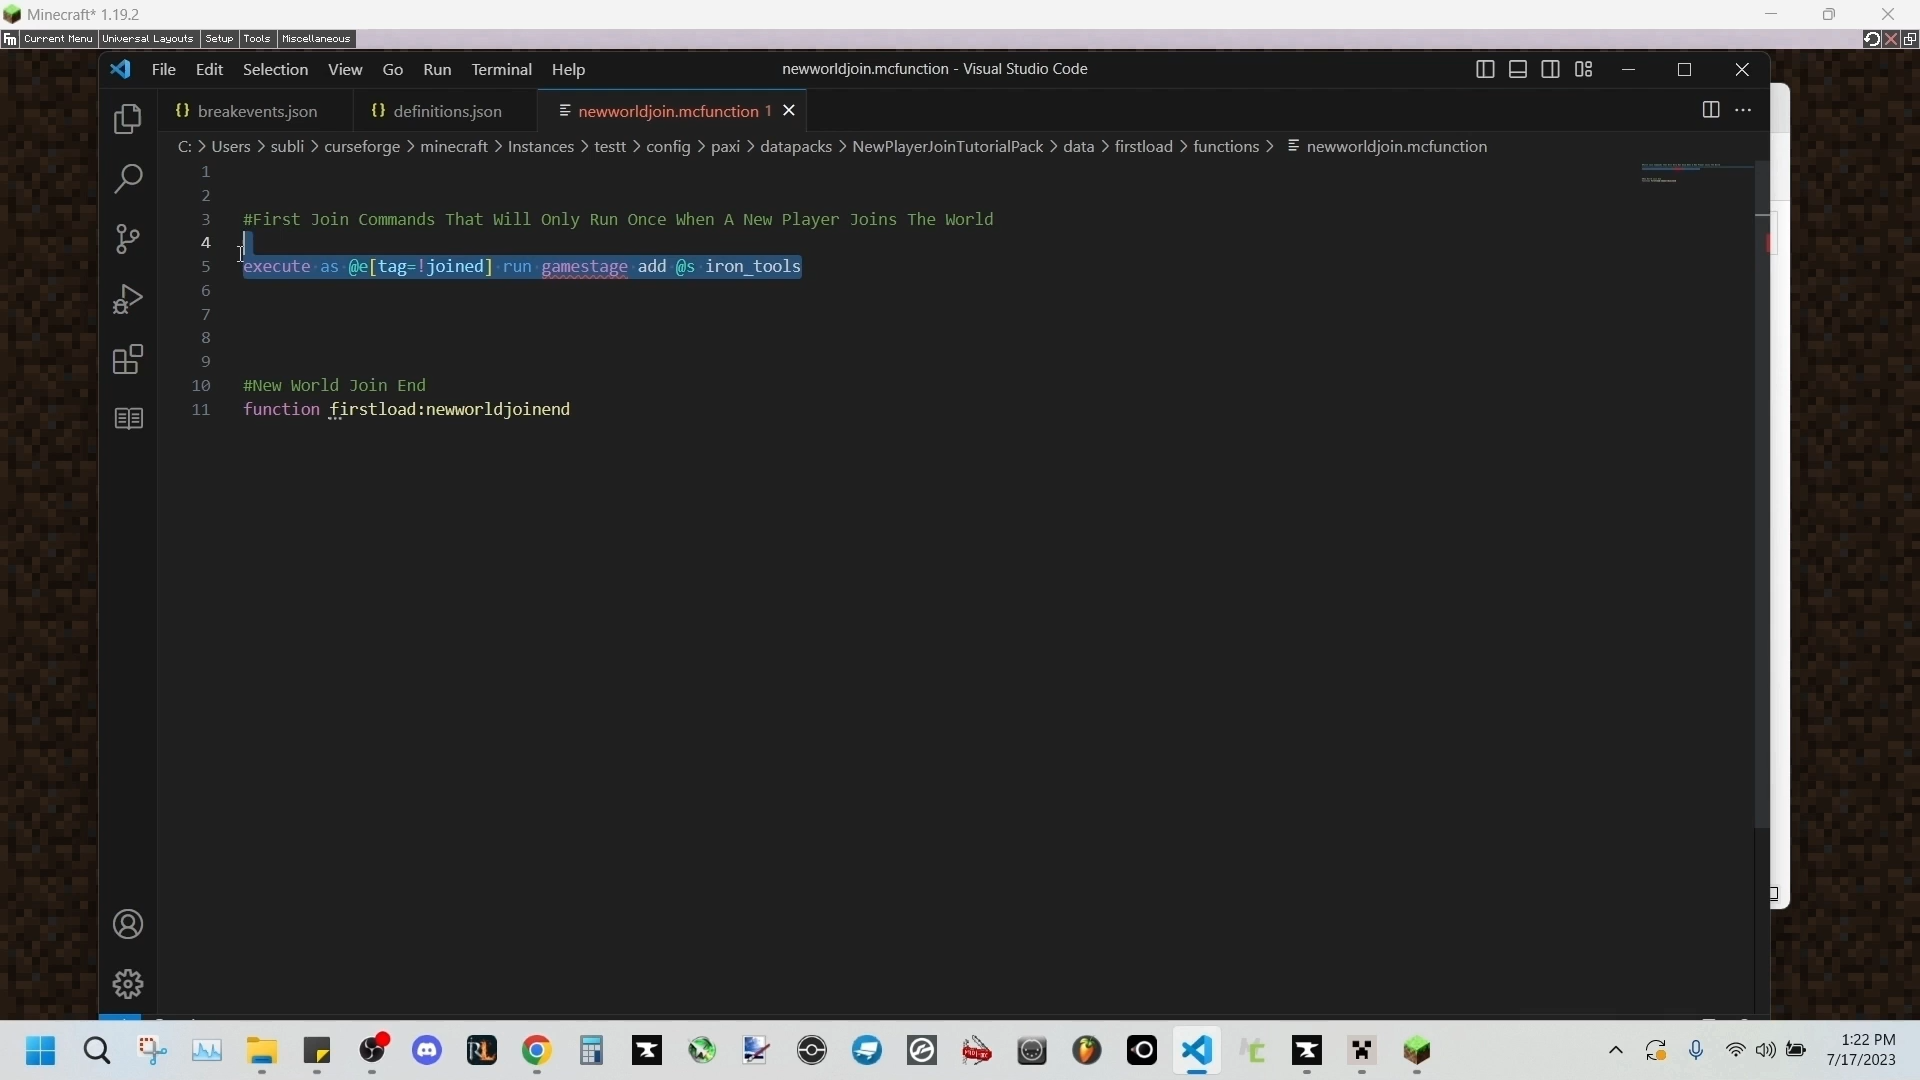 Minecraft* 1.19.2
Fm Current Menu Universal Layouts Setup Tools Miscellaneous
File Edit Selection View Go Run Terminal Help newworldjoin.mcfunction - Visual Studio Code
{} breakevents.json {} definitions.json newworldjoin.mcfunction 1
C: > Users > subli > curseforge > minecraft > Instances > testt > config > paxi > datapacks > NewPlayerJoinTutorialPack > data > firstload > functions > newworldjoin.mcfunction
1
2
3 #First Join Commands That Will Only Run Once When A New Player Joins The World
4
5 execute as @e[tag=!joined] run gamestage add @s iron_tools
6
7
8
9
10 #New World Join End
11 function firstload:newworldjoinend
1:22 PM
7/17/2023